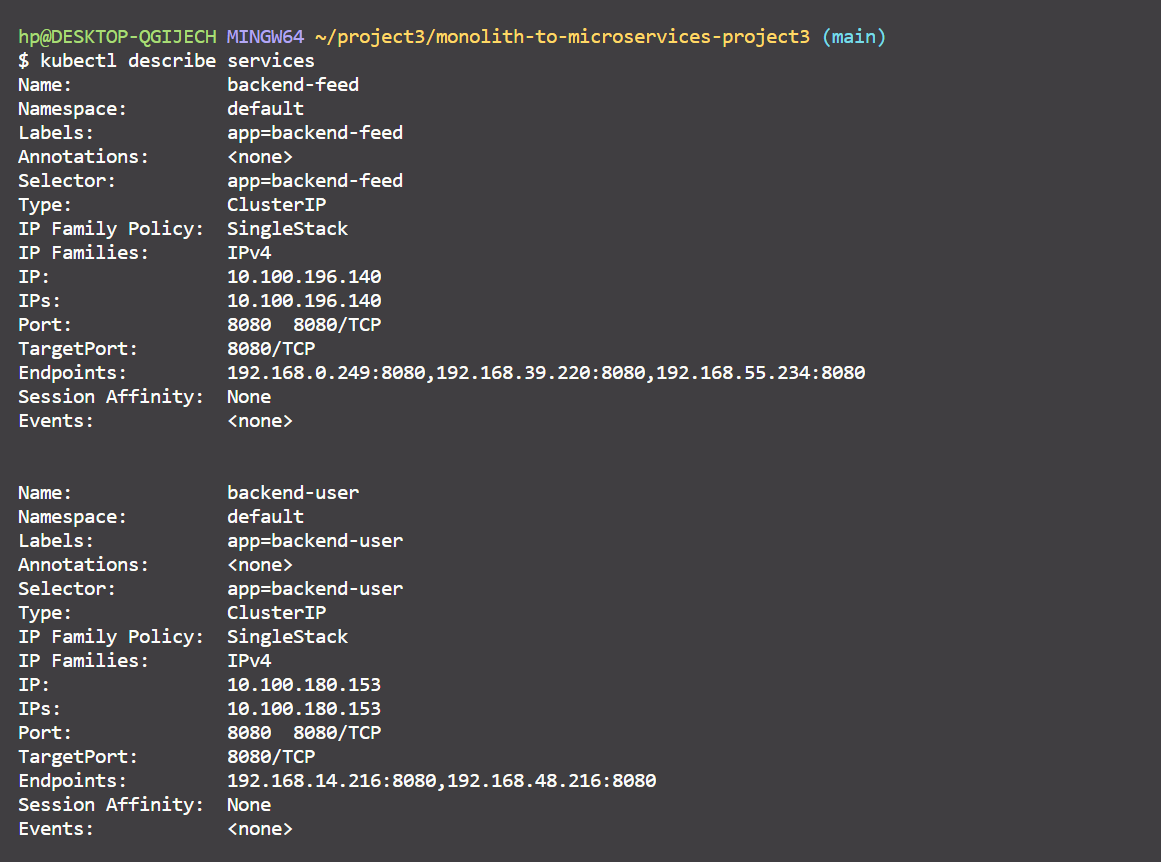 hp@DESKTOP-QGIJECH MINGW64 ~/project3/monolith-to-microservices-project3 (main)
$ kubectl describe services
Name:              backend-feed
Namespace:         default
Labels:            app=backend-feed
Annotations:       <none>
Selector:          app=backend-feed
Type:              ClusterIP
IP Family Policy:  SingleStack
IP Families:       IPv4
IP:                10.100.196.140
IPs:               10.100.196.140
Port:              8080  8080/TCP
TargetPort:        8080/TCP
Endpoints:         192.168.0.249:8080,192.168.39.220:8080,192.168.55.234:8080
Session Affinity:  None
Events:            <none>
Name:              backend-user
Namespace:         default
Labels:            app=backend-user
Annotations:       <none>
Selector:          app=backend-user
Type:              ClusterIP
IP Family Policy:  SingleStack
IP Families:       IPv4
IP:                10.100.180.153
IPs:               10.100.180.153
Port:              8080  8080/TCP
TargetPort:        8080/TCP
Endpoints:         192.168.14.216:8080,192.168.48.216:8080
Session Affinity:  None
Events:            <none>